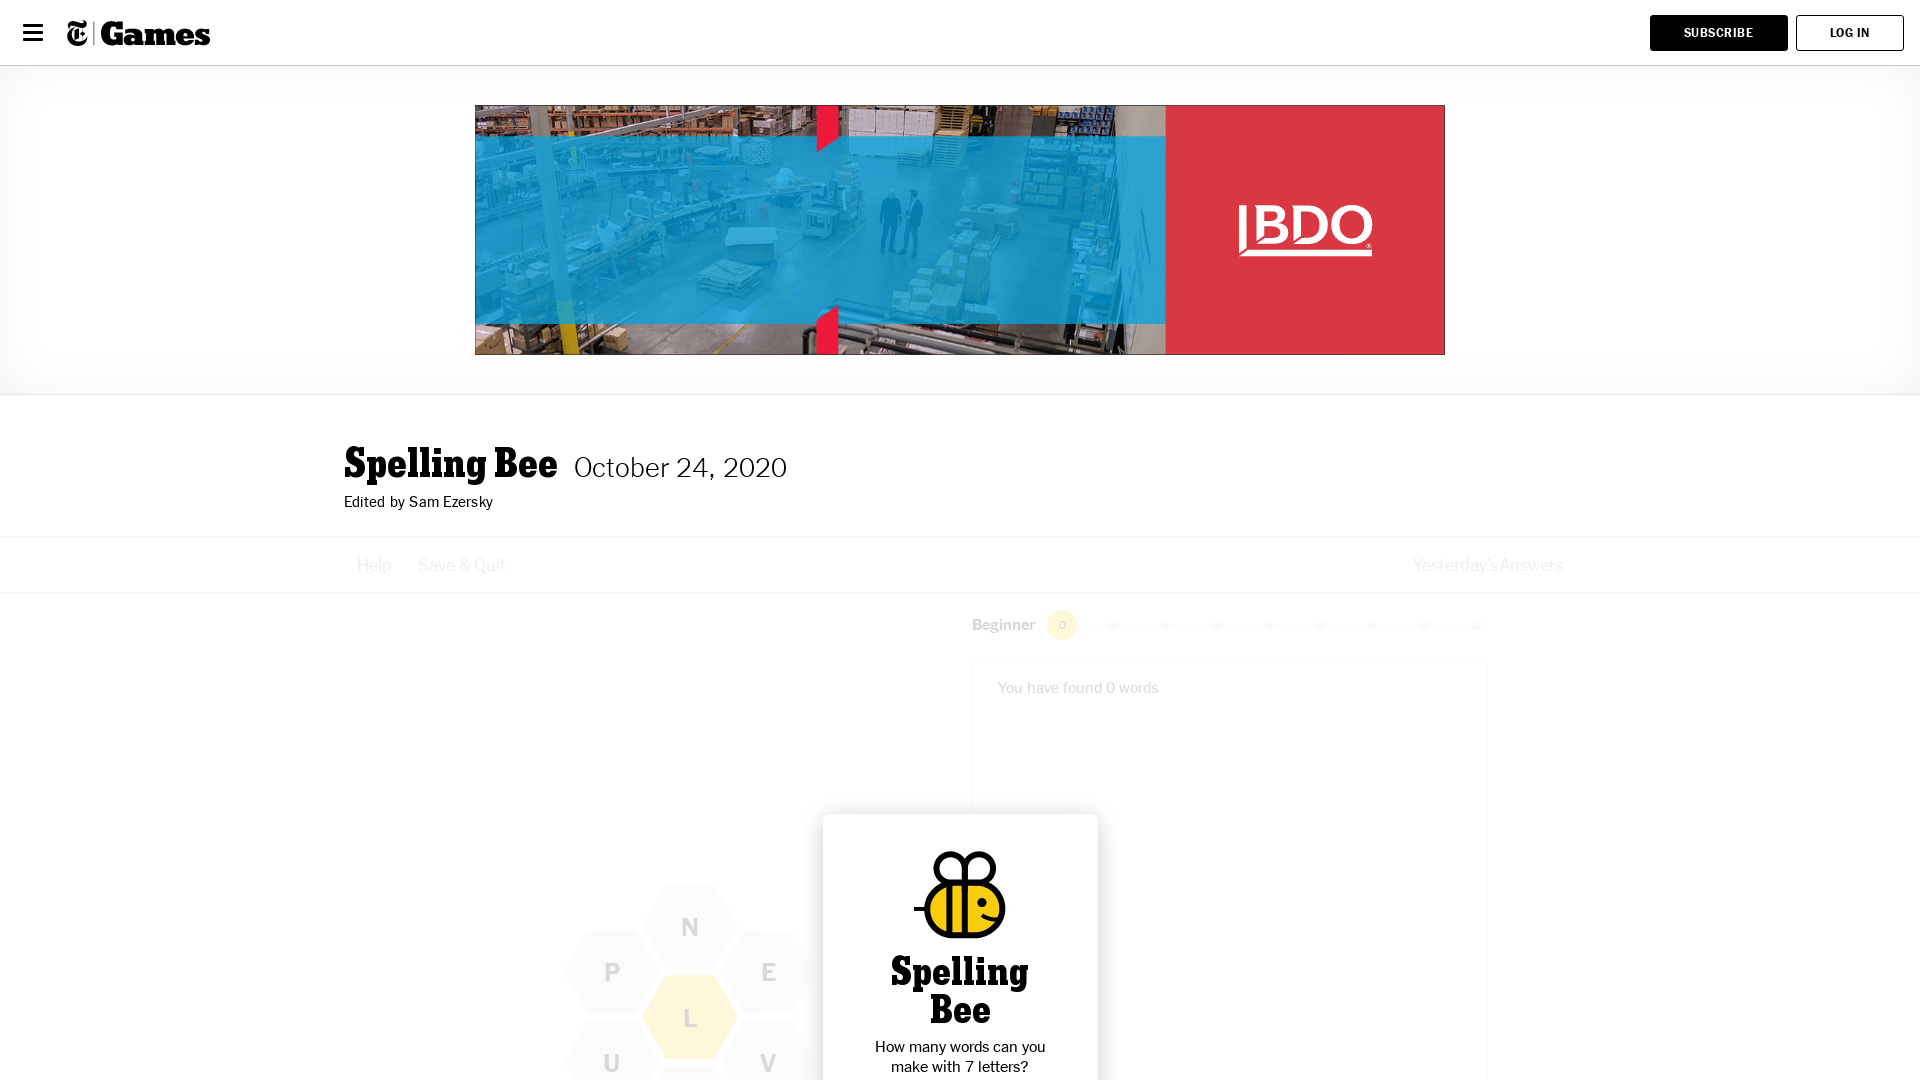 T Games
SUBSCRIBE
LOG IN
IBDO
Spelling Bee October 24, 2020
Edited by Sam Ezersky
Help Save & Quit Yesterday's Answers
Beginner 0
You have found 0 words
N
P E
L
U V
Spelling
Bee
How many words can you
make with 7 letters?